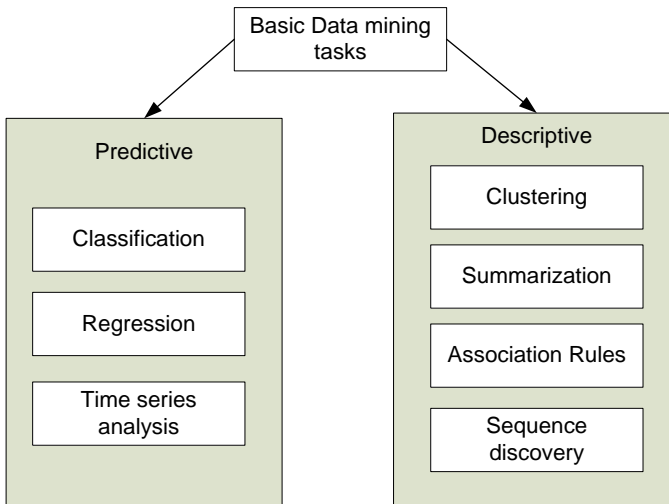 Basic Data mining
tasks
Predictive
Classification
Regression
Time series
analysis
Descriptive
Clustering
Summarization
Association Rules
Sequence
discovery